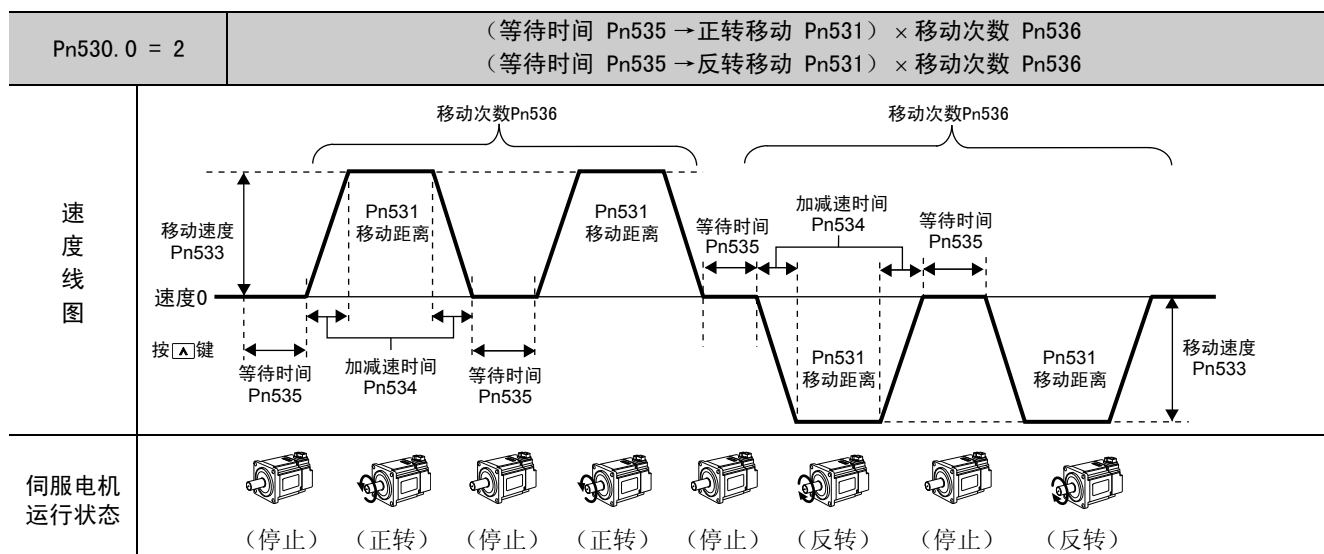 Pn530.0 = 2
（等待时间 Pn535→正转移动 Pn531）×移动次数 Pn536
（等待时间 Pn535→反转移动 Pn531）×移动次数 Pn536
速度线图
移动次数Pn536
移动次数Pn536
移动速度
Pn533
Pn531
移动距离
Pn531
移动距离
等待时间
Pn535
加减速时间
Pn534
等待时间
Pn535
速度0
按∧键
等待时间
Pn535
加减速时间
Pn534
等待时间
Pn535
Pn531
移动距离
Pn531
移动距离
移动速度
Pn533
伺服电机
运行状态
（停止）（正转）（停止）（正转）（停止）（反转）（停止）（反转）